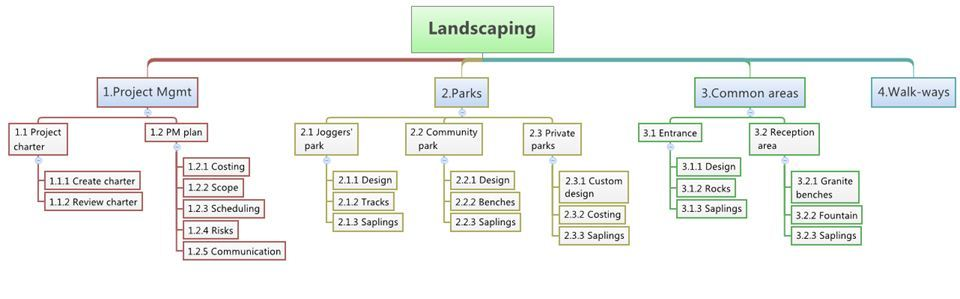 Landscaping
1.Project Mgmt
2.Parks
3.Common areas
4.Walk-ways
1.1 Project
charter
1.1.1 Create charter
1.1.2 Review charter
1.2 PM plan
1.2.1 Costing
1.2.2 Scope
1.2.3 Scheduling
1.2.4 Risks
1.2.5 Communication
2.1 Joggers'
park
2.1.1 Design
2.1.2 Tracks
2.1.3 Saplings
2.2 Community
park
2.2.1 Design
2.2.2 Benches
2.2.3 Saplings
2.3 Private
parks
2.3.1 Custom
design
2.3.2 Costing
2.3.3 Saplings
3.1 Entrance
3.1.1 Design
3.1.2 Rocks
3.1.3 Saplings
3.2 Reception
area
3.2.1 Granite
benches
3.2.2 Fountain
3.2.3 Saplings